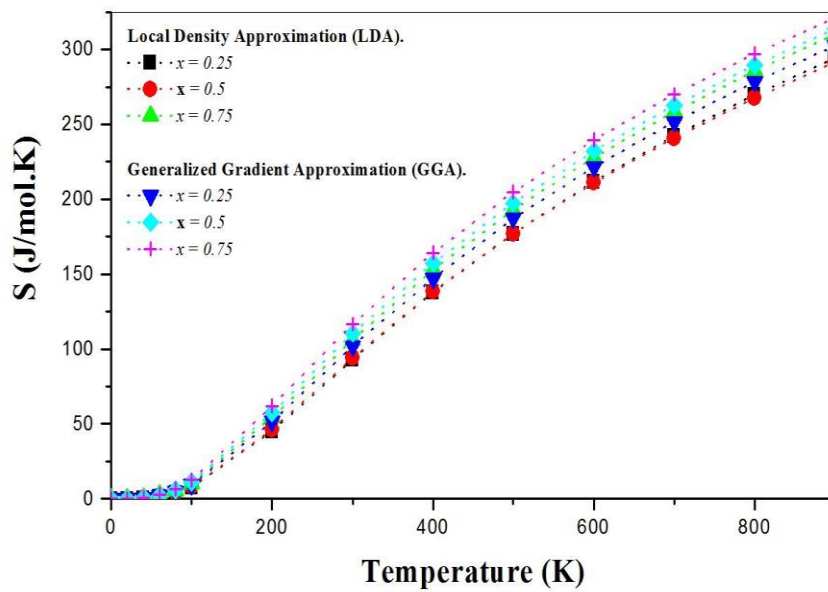 Local Density Approximation (LDA).
x = 0.25
x = 0.5
x = 0.75
Generalized Gradient Approximation (GGA).
x = 0.25
x = 0.5
x = 0.75
S (J/mol.K)
300
250
200
150
100
50
0
0
200
400
600
800
Temperature (K)